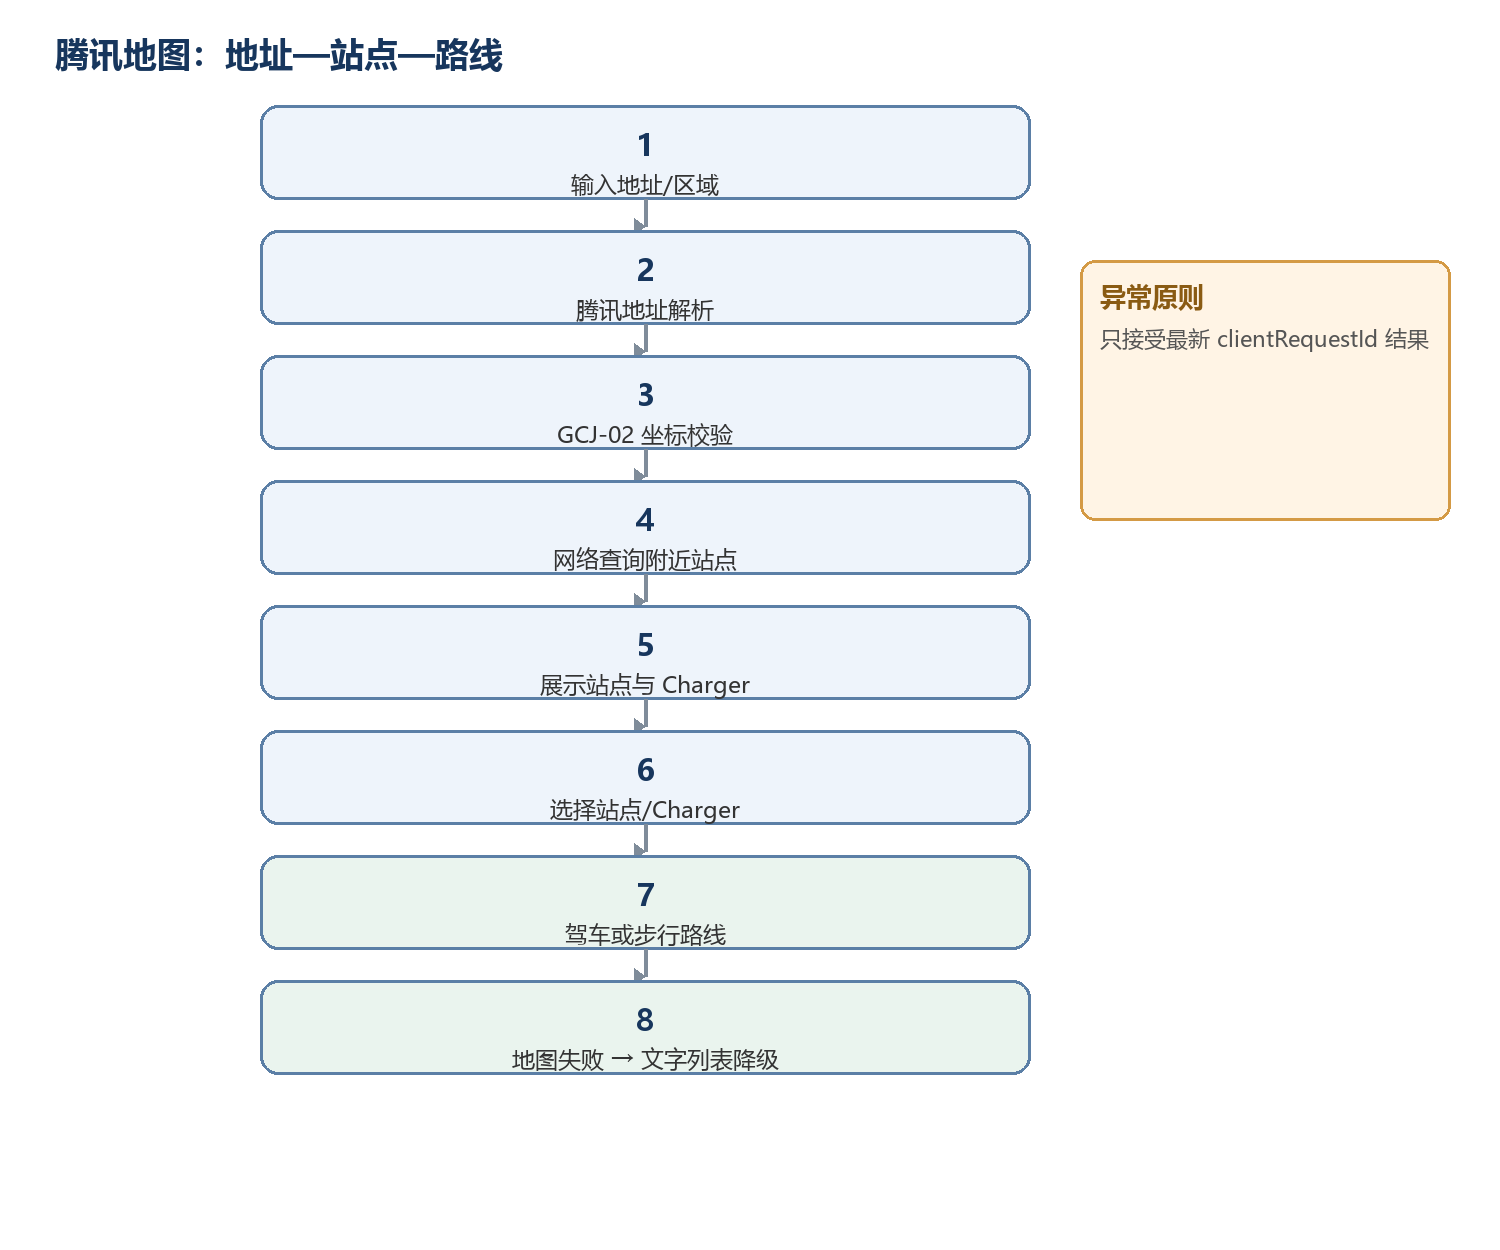 腾讯地图：地址—站点—路线
1
输入地址/区域
2
腾讯地址解析
3
GCJ-02 坐标校验
4
网络查询附近站点
5
展示站点与 Charger
6
选择站点/Charger
7
驾车或步行路线
8
地图失败 → 文字列表降级
异常原则
只接受最新 clientRequestId 结果